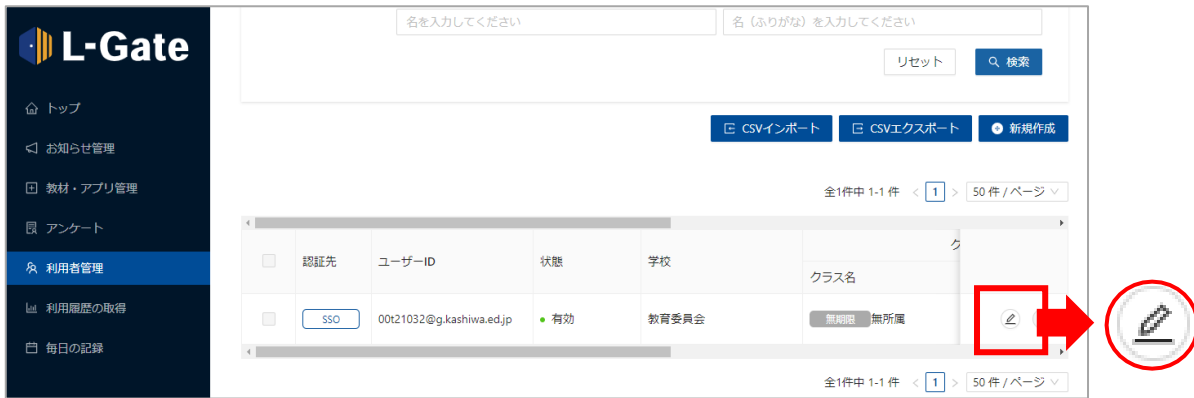 名を入力してください
名（ふりがな）を入力してください
L-Gate
リセット
検索
トップ
CSVインポート
CSVエクスポート
新規作成
お知らせ管理
教材・アプリ管理
全1件中 1-1 件 < 1 > 50 件 / ページ
アンケート
利用者管理
認証先
ユーザーID
状態
学校
ク
クラス名
利用履歴の取得
SSO
00t21032@g.kashiwa.ed.jp
有効
教育委員会
無期限
無所属
毎日の記録
全1件中 1-1 件 < 1 > 50 件 / ページ